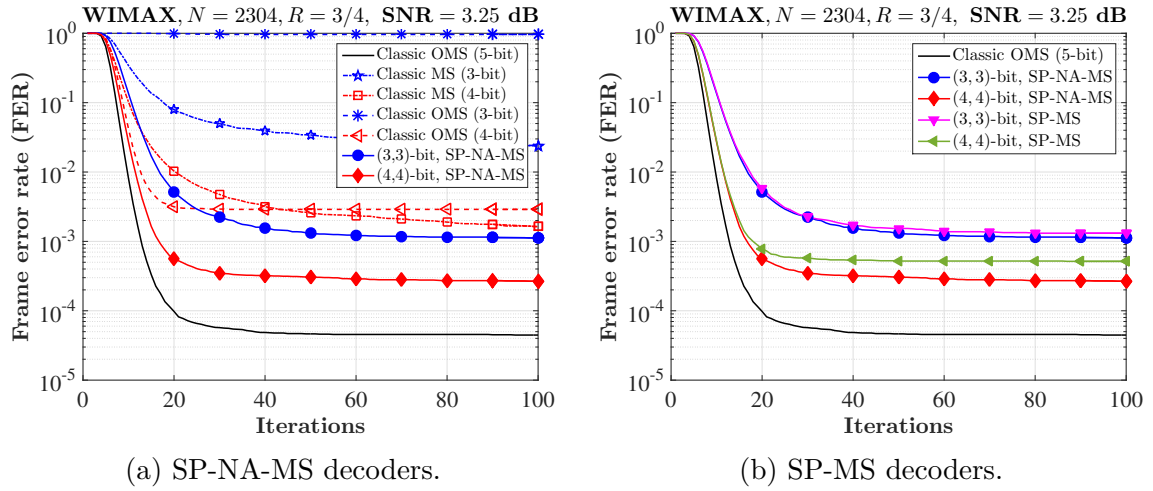 WIMAX, N = 2304, R = 3/4, SNR = 3.25 dB
Frame error rate (FER)
10^0
10^-1
10^-2
10^-3
10^-4
10^-5
Classic OMS (5-bit)
Classic MS (3-bit)
Classic MS (4-bit)
Classic OMS (3-bit)
Classic OMS (4-bit)
(3,3)-bit, SP-NA-MS
(4,4)-bit, SP-NA-MS
0 20 40 60 80 100
Iterations
(a) SP-NA-MS decoders.
WIMAX, N = 2304, R = 3/4, SNR = 3.25 dB
Frame error rate (FER)
10^0
10^-1
10^-2
10^-3
10^-4
10^-5
Classic OMS (5-bit)
(3, 3)-bit, SP-NA-MS
(4, 4)-bit, SP-NA-MS
(3, 3)-bit, SP-MS
(4, 4)-bit, SP-MS
0 20 40 60 80 100
Iterations
(b) SP-MS decoders.